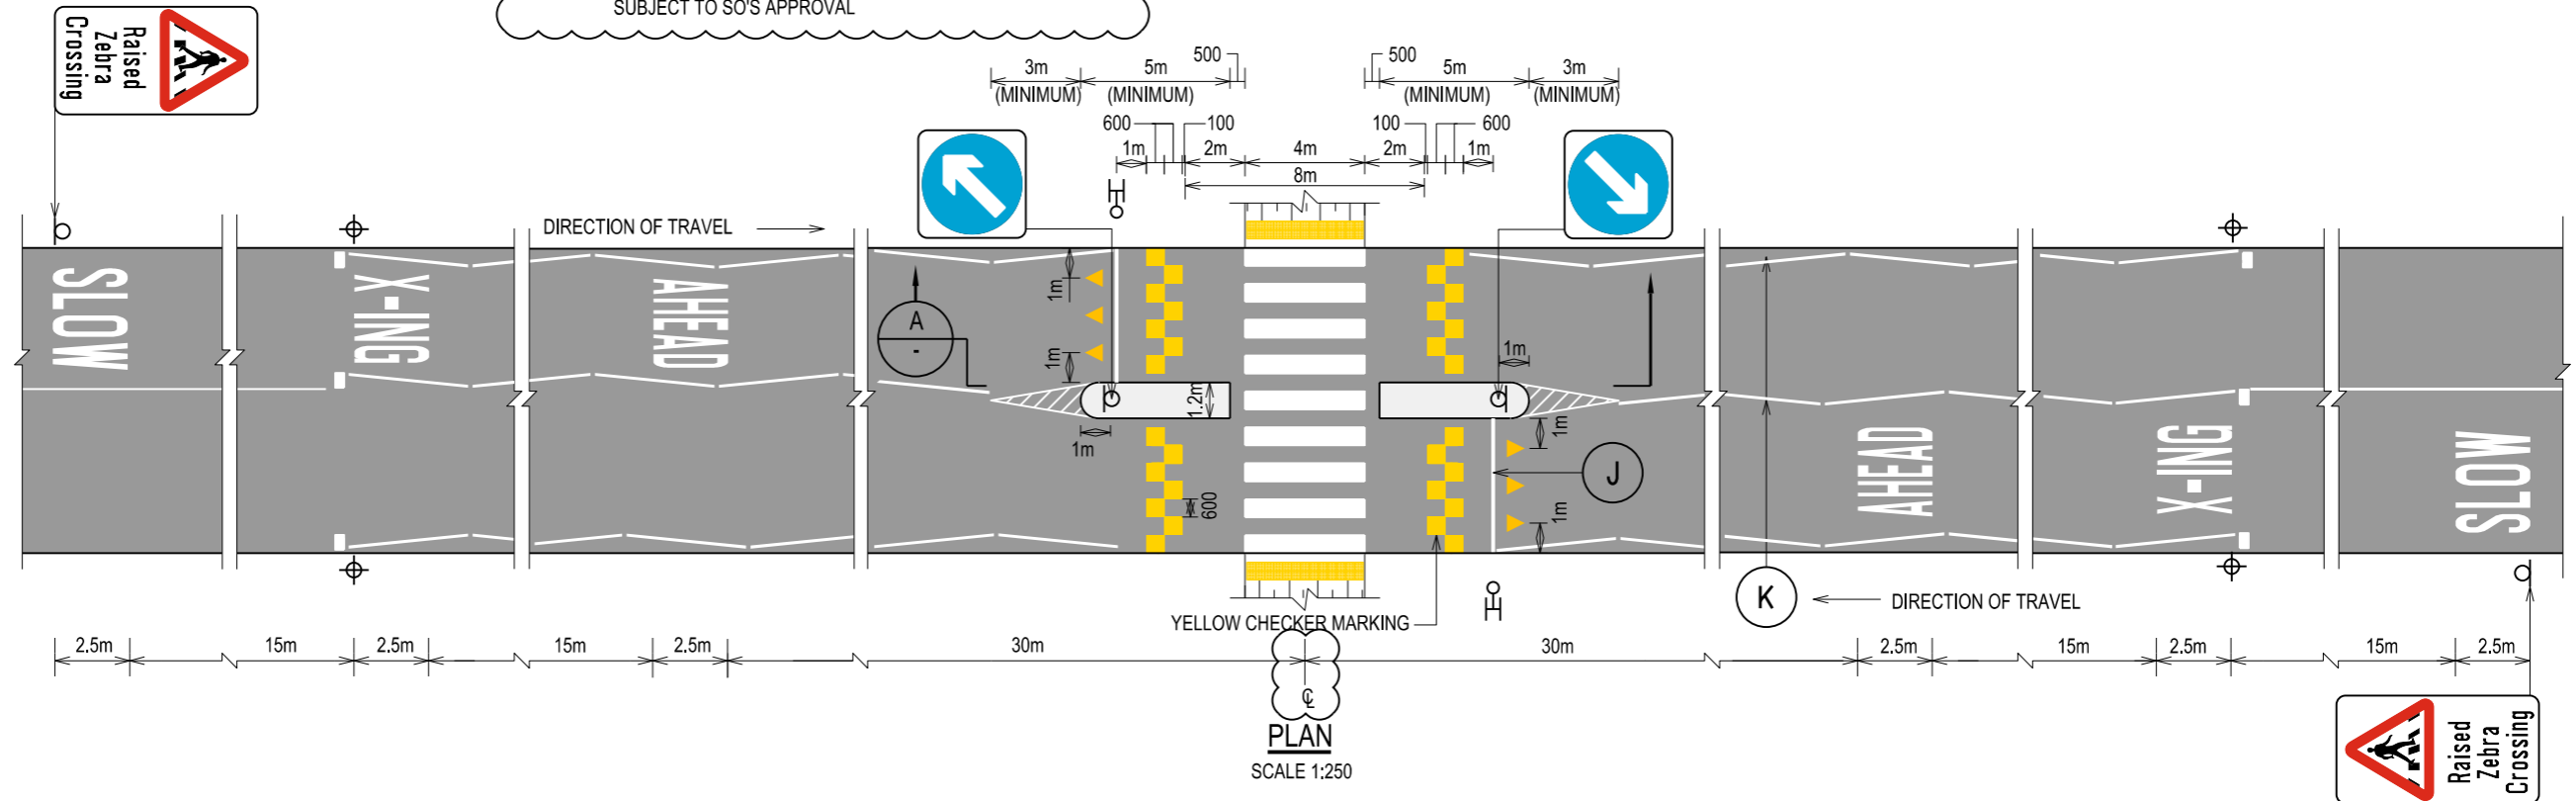 SUBJECT TO SO'S APPROVAL
Raised
Zebra
Crossing
500
500
3m
5m
5m
3m
(MINIMUM)
(MINIMUM)
(MINIMUM)
(MINIMUM)
600
100
100
600
1m
2m
4m
2m
1m
8m
DIRECTION OF TRAVEL
SLOW
X-ING
AHEAD
A
-
1m
1m
1m
1.2m
1m
1m
1m
600
J
AHEAD
X-ING
SLOW
K
DIRECTION OF TRAVEL
YELLOW CHECKER MARKING
2.5m
15m
2.5m
15m
2.5m
30m
30m
2.5m
15m
2.5m
15m
2.5m
℄
PLAN
SCALE 1:250
Raised
Zebra
Crossing